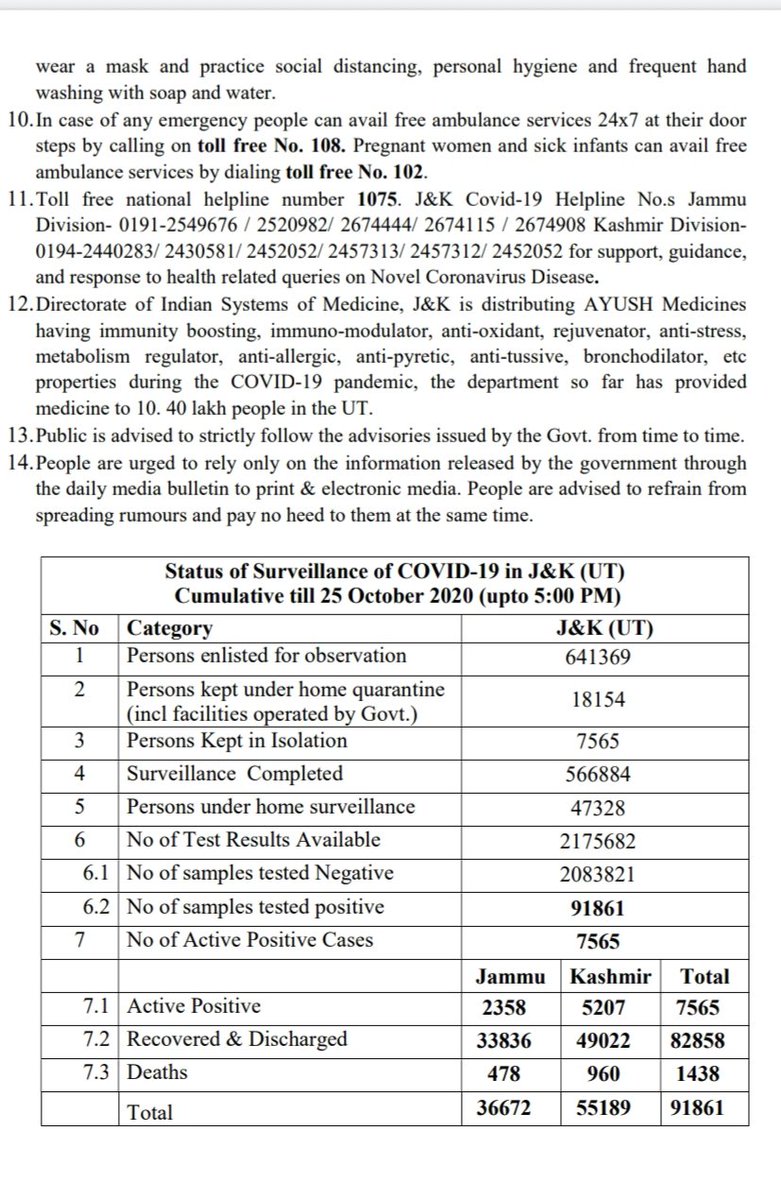 wear a mask and practice social distancing, personal hygiene and frequent hand
washing with soap and water.
10. In case of any emergency people can avail free ambulance services 24x7 at their door
steps by calling on toll free No. 108. Pregnant women and sick infants can avail free
ambulance services by dialing toll free No. 102.
11. Toll free national helpline number 1075. J&K Covid-19 Helpline No.s Jammu
Division- 0191-2549676 / 2520982/ 2674444/ 2674115 / 2674908 Kashmir Division-
0194-2440283/ 2430581/ 2452052/ 2457313/ 2457312/ 2452052 for support, guidance,
and response to health related queries on Novel Coronavirus Disease.
12. Directorate of Indian Systems of Medicine, J&K is distributing AYUSH Medicines
having immunity boosting, immuno-modulator, anti-oxidant, rejuvenator, anti-stress,
metabolism regulator, anti-allergic, anti-pyretic, anti-tussive, bronchodilator, etc
properties during the COVID-19 pandemic, the department so far has provided
medicine to 10. 40 lakh people in the UT.
13. Public is advised to strictly follow the advisories issued by the Govt. from time to time.
14. People are urged to rely only on the information released by the government through
the daily media bulletin to print & electronic media. People are advised to refrain from
spreading rumours and pay no heed to them at the same time.
Status of Surveillance of COVID-19 in J&K (UT)
Cumulative till 25 October 2020 (upto 5:00 PM)
S. No Category J&K (UT)
1 Persons enlisted for observation 641369
2 Persons kept under home quarantine
(incl facilities operated by Govt.) 18154
3 Persons Kept in Isolation 7565
4 Surveillance Completed 566884
5 Persons under home surveillance 47328
6 No of Test Results Available 2175682
6.1 No of samples tested Negative 2083821
6.2 No of samples tested positive 91861
7 No of Active Positive Cases 7565
Jammu Kashmir Total
7.1 Active Positive 2358 5207 7565
7.2 Recovered & Discharged 33836 49022 82858
7.3 Deaths 478 960 1438
Total 36672 55189 91861